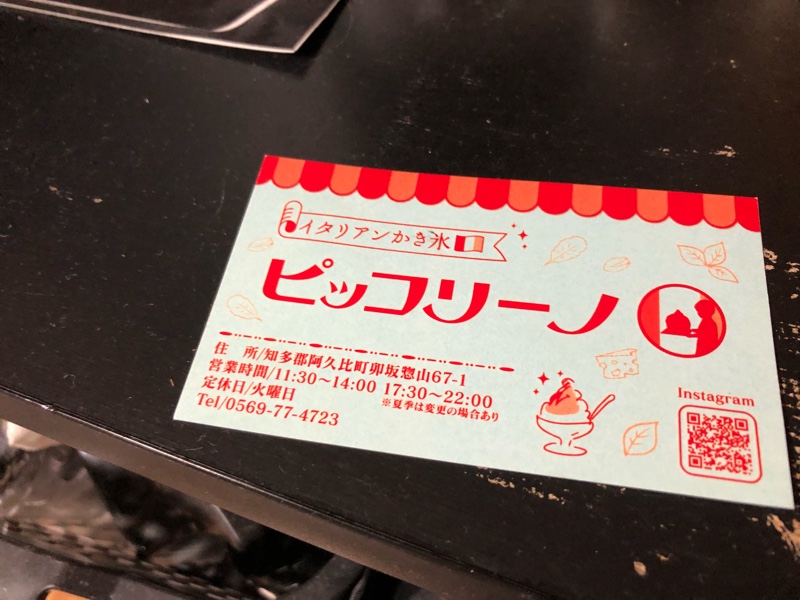 イタリアンかき氷
ピッコリーノ
住 所/知多郡阿久比町卯坂惣山67-1
営業時間/11:30〜14:00 17:30〜22:00
定休日/火曜日 ※夏季は変更の場合あり
Tel/0569-77-4723
Instagram